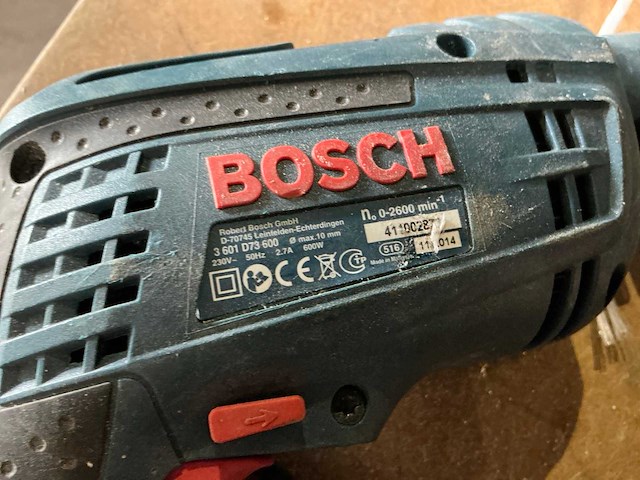 BOSCH
Robert Bosch GmbH
D-70745 Leinfelden-Echterdingen
3 601 D73 600 Ø max.10 mm
230V~ 50Hz 2.7A 600W
n₀ 0-2600 min⁻¹
516
Made in